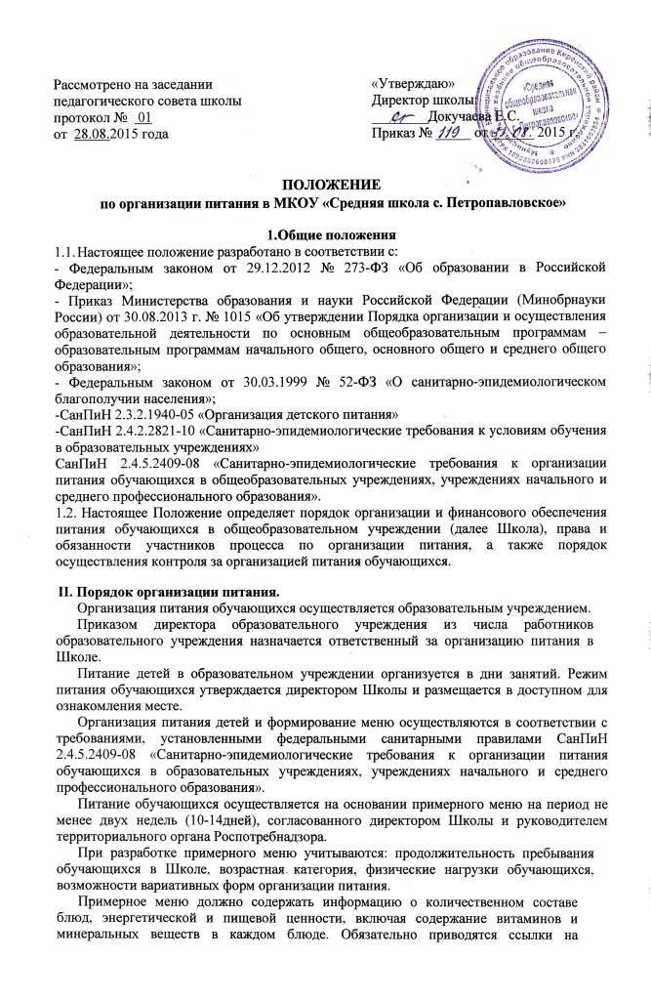 Рассмотрено на заседании
педагогического совета школы
протокол № 01
от 28.08.2015 года
«Утверждаю»
Директор школы
Докучаева Е.С.
Приказ № 119 от 08. 2015 г.
«Средняя
общеобразовательная
школа
Петропавловское»
ПОЛОЖЕНИЕ
по организации питания в МКОУ «Средняя школа с. Петропавловское»
1.Общие положения
1.1. Настоящее положение разработано в соответствии с:
- Федеральным законом от 29.12.2012 № 273-ФЗ «Об образовании в Российской
Федерации»;
- Приказ Министерства образования и науки Российской Федерации (Минобрнауки
России) от 30.08.2013 г. № 1015 «Об утверждении Порядка организации и осуществления
образовательной деятельности по основным общеобразовательным программам –
образовательным программам начального общего, основного общего и среднего общего
образования»;
- Федеральным законом от 30.03.1999 № 52-ФЗ «О санитарно-эпидемиологическом
благополучии населения»;
-СанПиН 2.3.2.1940-05 «Организация детского питания»
-СанПиН 2.4.2.2821-10 «Санитарно-эпидемиологические требования к условиям обучения
в образовательных учреждениях»
СанПиН 2.4.5.2409-08 «Санитарно-эпидемиологические требования к организации
питания обучающихся в общеобразовательных учреждениях, учреждениях начального и
среднего профессионального образования».
1.2. Настоящее Положение определяет порядок организации и финансового обеспечения
питания обучающихся в общеобразовательном учреждении (далее Школа), права и
обязанности участников процесса по организации питания, а также порядок
осуществления контроля за организацией питания обучающихся.
II. Порядок организации питания.
Организация питания обучающихся осуществляется образовательным учреждением.
Приказом директора образовательного учреждения из числа работников
образовательного учреждения назначается ответственный за организацию питания в
Школе.
Питание детей в образовательном учреждении организуется в дни занятий. Режим
питания обучающихся утверждается директором Школы и размещается в доступном для
ознакомления месте.
Организация питания детей и формирование меню осуществляются в соответствии с
требованиями, установленными федеральными санитарными правилами СанПиН
2.4.5.2409-08 «Санитарно-эпидемиологические требования к организации питания
обучающихся в образовательных учреждениях, учреждениях начального и среднего
профессионального образования».
Питание обучающихся осуществляется на основании примерного меню на период не
менее двух недель (10-14дней), согласованного директором Школы и руководителем
территориального органа Роспотребнадзора.
При разработке примерного меню учитываются: продолжительность пребывания
обучающихся в Школе, возрастная категория, физические нагрузки обучающихся,
возможности вариативных форм организации питания.
Примерное меню должно содержать информацию о количественном составе
блюд, энергетической и пищевой ценности, включая содержание витаминов и
минеральных веществ в каждом блюде. Обязательно приводятся ссылки на